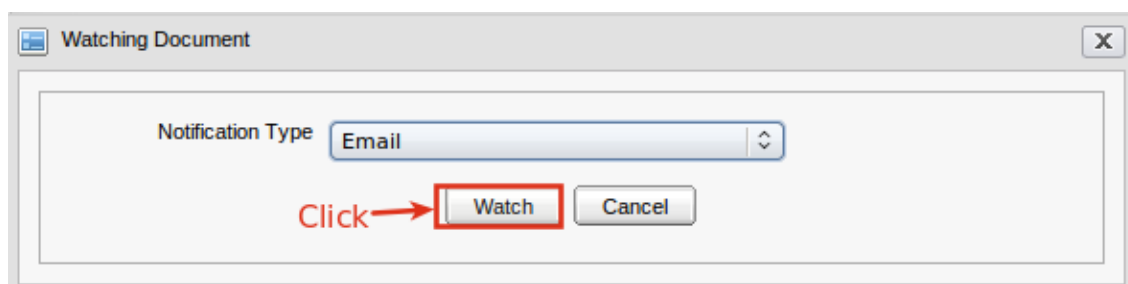 Watching Document
X
Notification Type Email
Click Watch Cancel